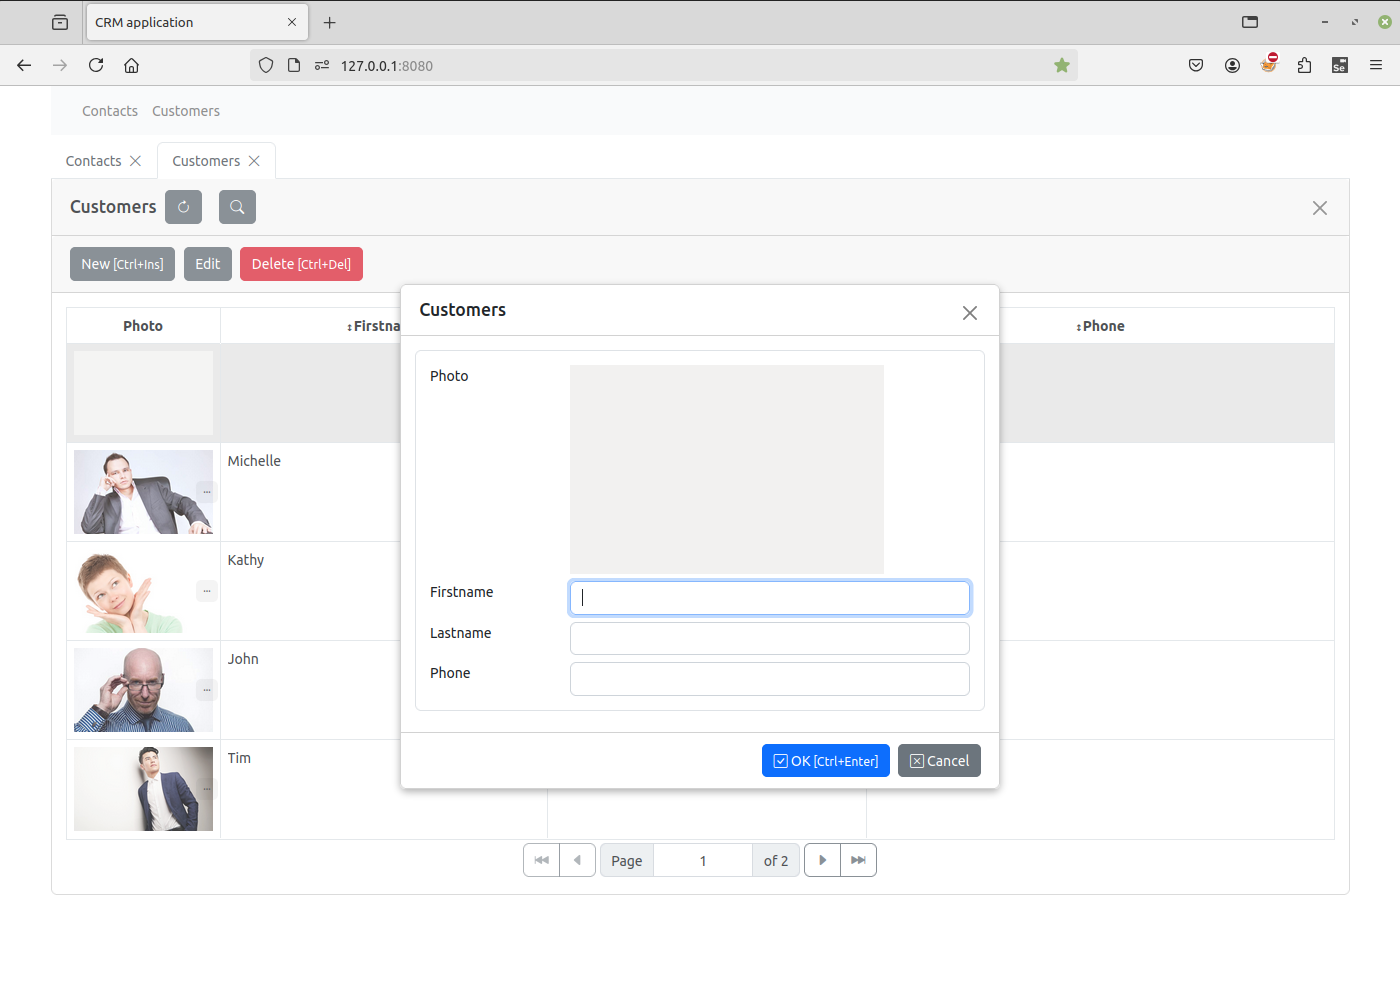 CRM application
127.0.0.1:8080
Contacts Customers
Contacts Customers
Customers
New [Ctrl+Ins] Edit Delete [Ctrl+Del]
Photo Firstna Phone
Michelle
Kathy
John
Tim
Customers
Photo
Firstname
Lastname
Phone
OK [Ctrl+Enter] Cancel
Page 1 of 2